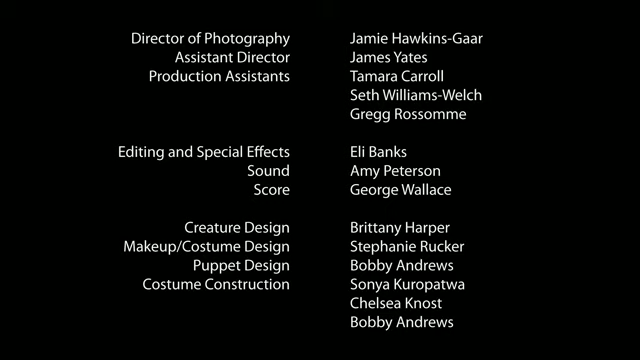 Director of Photography Jamie Hawkins-Gaar
Assistant Director James Yates
Production Assistants Tamara Carroll
Seth Williams-Welch
Gregg Rossomme
Editing and Special Effects Eli Banks
Sound Amy Peterson
Score George Wallace
Creature Design Brittany Harper
Makeup/Costume Design Stephanie Rucker
Puppet Design Bobby Andrews
Costume Construction Sonya Kuropatwa
Chelsea Knost
Bobby Andrews